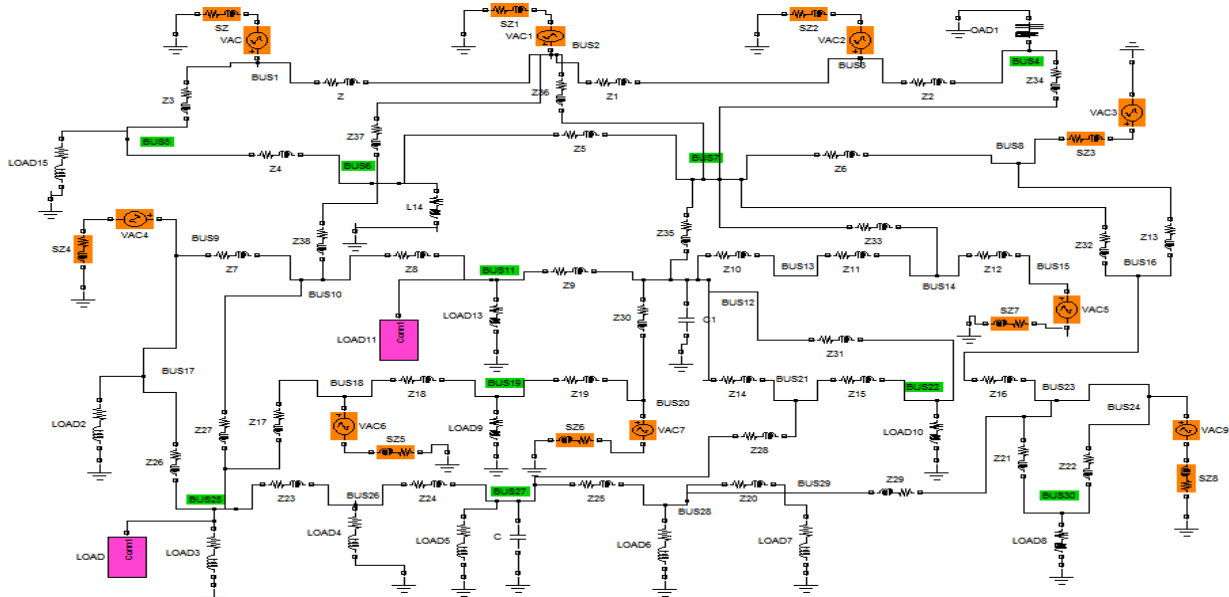 SZ
VAC
SZ1
VAC1
BUS2
SZ2
VAC2
OAD1
BUS1
BUS3
BUS4
Z3
Z
Z36
Z1
Z2
Z34
VAC3
Z37
BUS5
LOAD15
Z4
BUS6
Z5
BUS7
Z6
BUS8
SZ3
L14
SZ4
VAC4
BUS9
Z7
Z38
Z8
BUS10
BUS11
Z9
Z35
Z33
Z32
Z13
BUS16
Z10
BUS13
Z11
BUS14
Z12
BUS15
LOAD11
Conn1
LOAD13
Z30
C1
BUS12
Z31
SZ7
VAC5
BUS17
LOAD2
Z26
Z27
Z17
BUS18
Z18
BUS19
Z19
BUS20
VAC6
SZ5
LOAD9
SZ6
VAC7
Z14
BUS21
Z15
BUS22
Z28
LOAD10
Z16
BUS23
BUS24
VAC9
SZ8
Z21
Z22
BUS25
Z23
BUS26
Z24
BUS27
Z25
BUS28
Z20
BUS29
Z29
BUS30
LOAD
Conn1
LOAD3
LOAD4
LOAD5
C
LOAD6
LOAD7
LOAD8